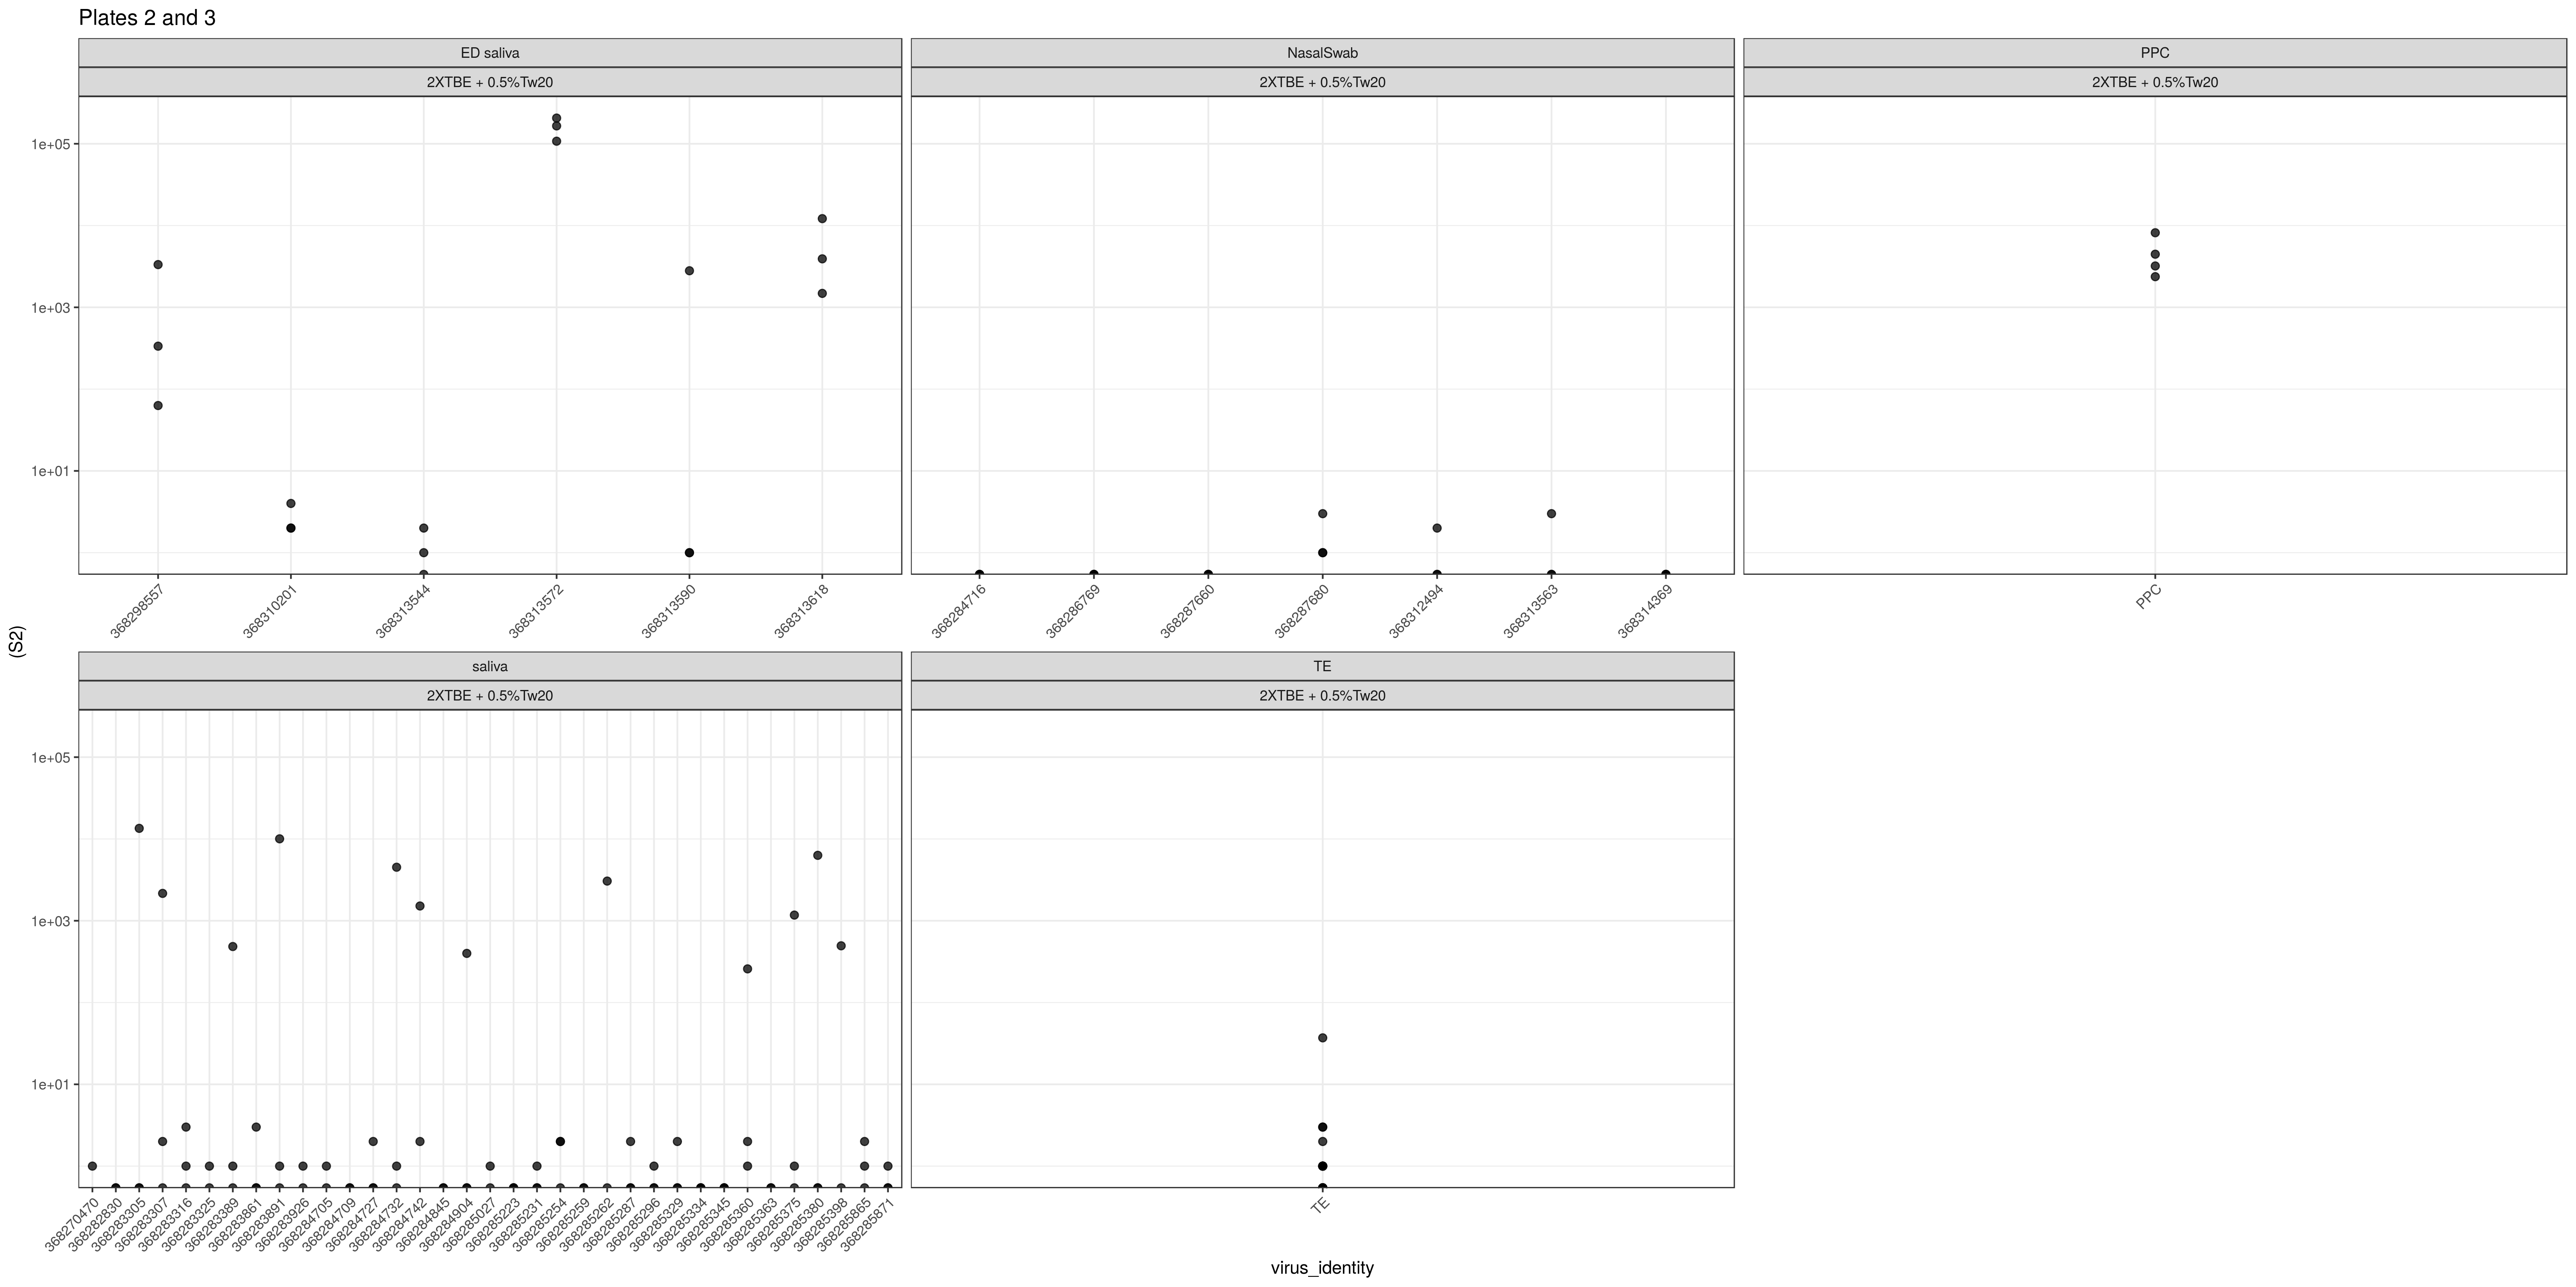 Plates 2 and 3
ED saliva
2XTBE + 0.5%Tw20
NasalSwab
2XTBE + 0.5%Tw20
PPC
2XTBE + 0.5%Tw20
1e+05
1e+03
1e+01
368298557
368310201
368313544
368313572
368313590
368313618
368284716
368286769
368287660
368287680
368312494
368313563
368314369
PPC
(S2)
saliva
2XTBE + 0.5%Tw20
TE
2XTBE + 0.5%Tw20
1e+05
1e+03
1e+01
368270470
368282830
368283305
368283307
368283316
368283325
368283389
368283861
368283891
368283926
368284705
368284709
368284727
368284732
368284742
368284845
368284904
368285027
368285223
368285231
368285254
368285259
368285262
368285287
368285296
368285329
368285334
368285345
368285360
368285363
368285375
368285380
368285398
368285865
368285871
TE
virus_identity